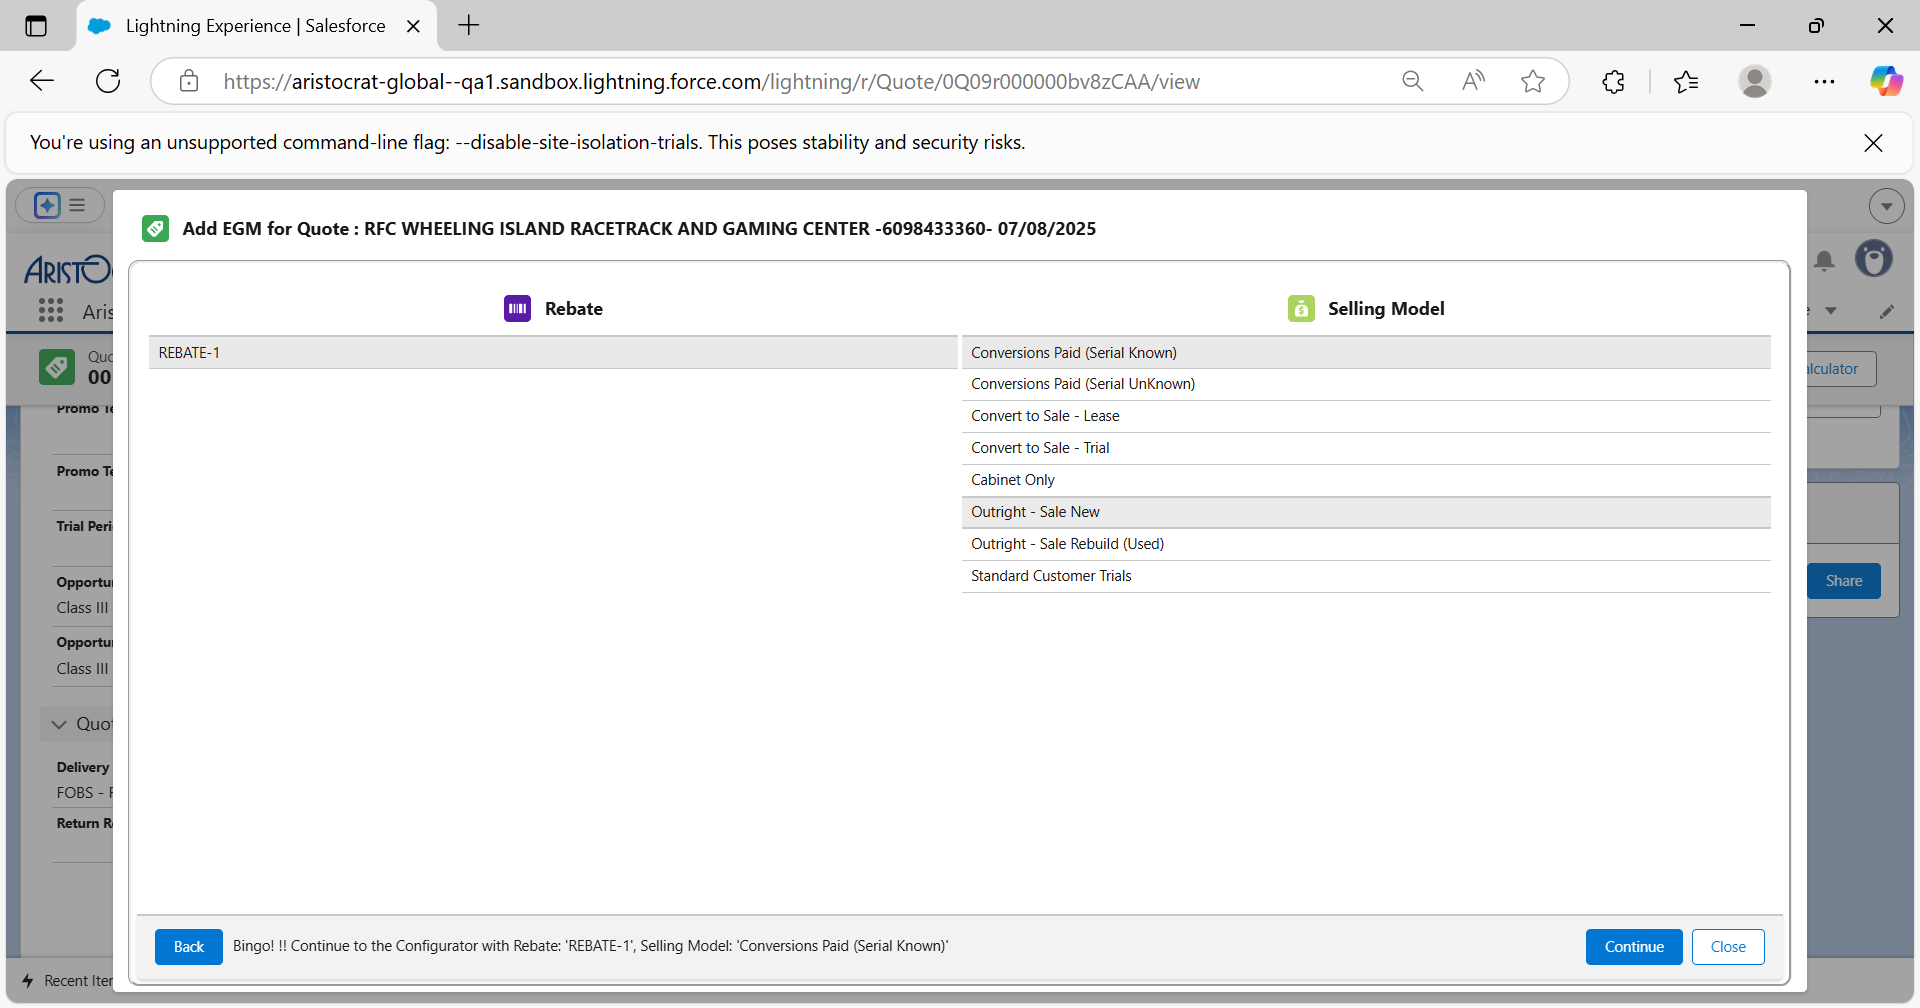 Lightning Experience | Salesforce
https://aristocrat-global--qa1.sandbox.lightning.force.com/lightning/r/Quote/0Q09r000000bv8zCAA/view
You're using an unsupported command-line flag: --disable-site-isolation-trials. This poses stability and security risks.
Add EGM for Quote : RFC WHEELING ISLAND RACETRACK AND GAMING CENTER -6098433360- 07/08/2025
Rebate
Selling Model
REBATE-1
Conversions Paid (Serial Known)
Conversions Paid (Serial UnKnown)
Convert to Sale - Lease
Convert to Sale - Trial
Cabinet Only
Outright - Sale New
Outright - Sale Rebuild (Used)
Standard Customer Trials
Aris
Quo
00
Promo Te
Promo Te
Trial Peri
Opportu
Class III
Opportu
Class III
Quo
Delivery
FOBS - F
Return R
alculator
Share
Back
Bingo! !! Continue to the Configurator with Rebate: 'REBATE-1', Selling Model: 'Conversions Paid (Serial Known)'
Continue
Close
Recent Iter